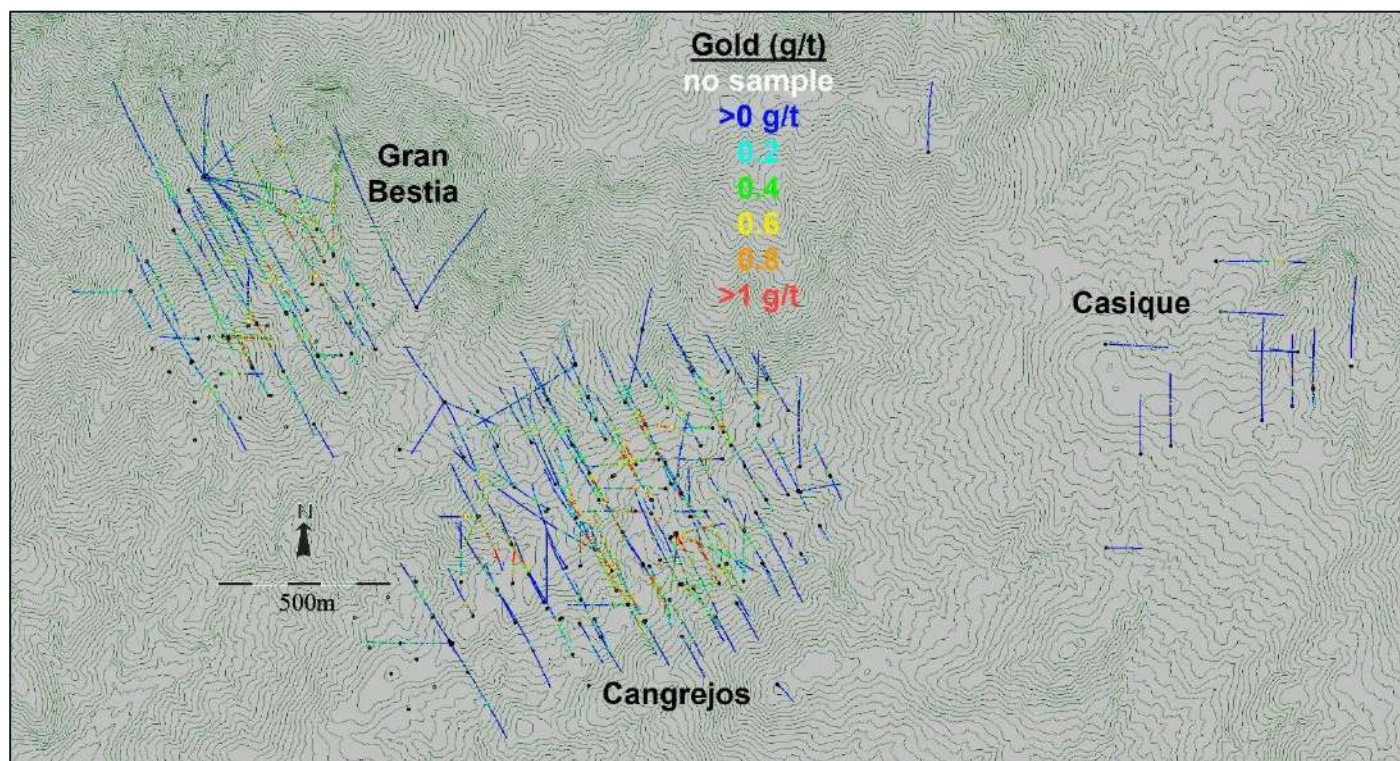 Gold (g/t)
no sample
>0 g/t
0.2
0.4
0.6
0.8
>1 g/t
Gran
Bestia
Casique
N
500m
Cangrejos